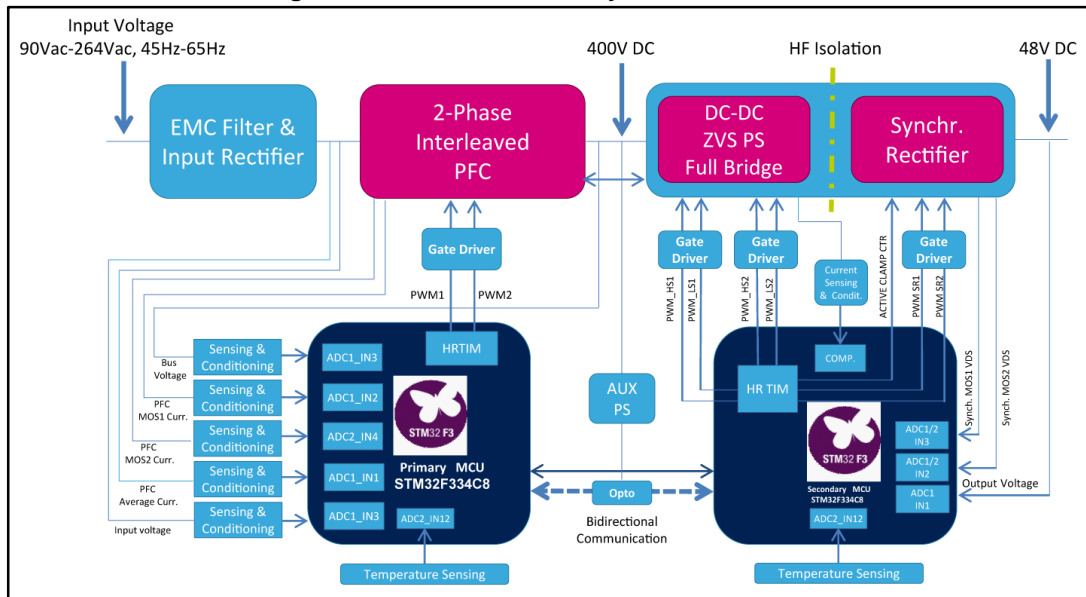 Input Voltage
90Vac-264Vac, 45Hz-65Hz
400V DC
HF Isolation
48V DC
EMC Filter &
Input Rectifier
2-Phase
Interleaved
PFC
DC-DC
ZVS PS
Full Bridge
Synchr.
Rectifier
Gate Driver
PWM1
PWM2
Gate
Driver
Gate
Driver
Current
Sensing
& Condit.
Gate
Driver
ACTIVE CLAMP CTR
PWM_HS1
PWM_LS1
PWM_HS2
PWM_LS2
PWM SR1
PWM SR2
Synch. MOS1 VDS
Synch. MOS2 VDS
Bus
Voltage
Sensing &
Conditioning
ADC1_IN3
HRTIM
PFC
MOS1 Curr.
Sensing &
Conditioning
ADC1_IN2
PFC
MOS2 Curr.
Sensing &
Conditioning
ADC2_IN4
PFC
Average Curr.
Sensing &
Conditioning
ADC1_IN1
Input voltage
Sensing &
Conditioning
ADC1_IN3
STM32 F3
Primary MCU
STM32F334C8
ADC2_IN12
Temperature Sensing
AUX
PS
Opto
Bidirectional
Communication
COMP.
HR TIM
STM32 F3
Secondary MCU
STM32F334C8
ADC1/2
IN3
ADC1/2
IN2
ADC1
IN1
Output Voltage
ADC2_IN12
Temperature Sensing